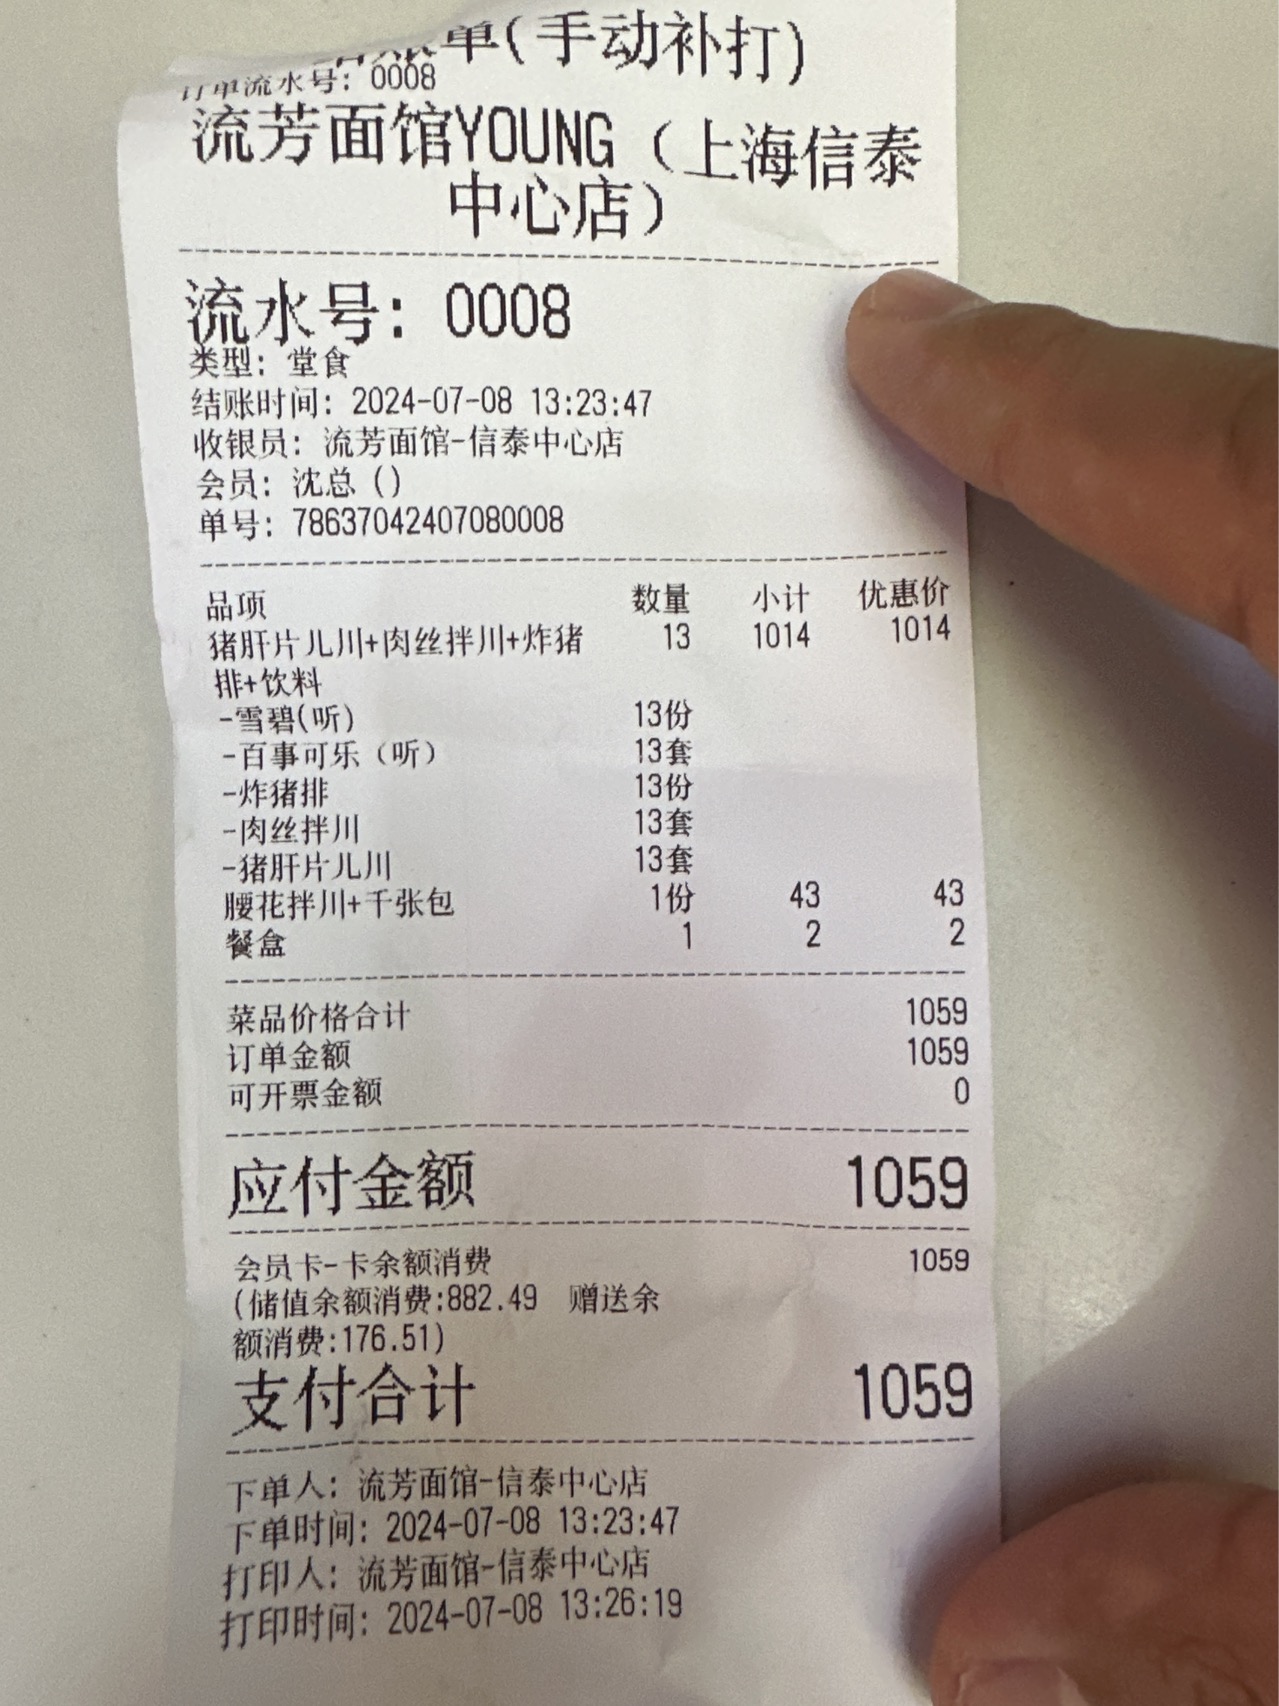 账单(手动补打)
订单流水号: 0008
流芳面馆YOUNG（上海信泰
中心店）
流水号: 0008
类型: 堂食
结账时间: 2024-07-08 13:23:47
收银员: 流芳面馆-信泰中心店
会员: 沈总()
单号: 78637042407080008
品项 数量 小计 优惠价
猪肝片儿川+肉丝拌川+炸猪 13 1014 1014
排+饮料
-雪碧(听) 13份
-百事可乐（听） 13套
-炸猪排 13份
-肉丝拌川 13套
-猪肝片儿川 13套
腰花拌川+千张包 1份 43 43
餐盒 1 2 2
菜品价格合计 1059
订单金额 1059
可开票金额 0
应付金额 1059
会员卡-卡余额消费 1059
(储值余额消费:882.49 赠送余
额消费:176.51)
支付合计 1059
下单人: 流芳面馆-信泰中心店
下单时间: 2024-07-08 13:23:47
打印人: 流芳面馆-信泰中心店
打印时间: 2024-07-08 13:26:19